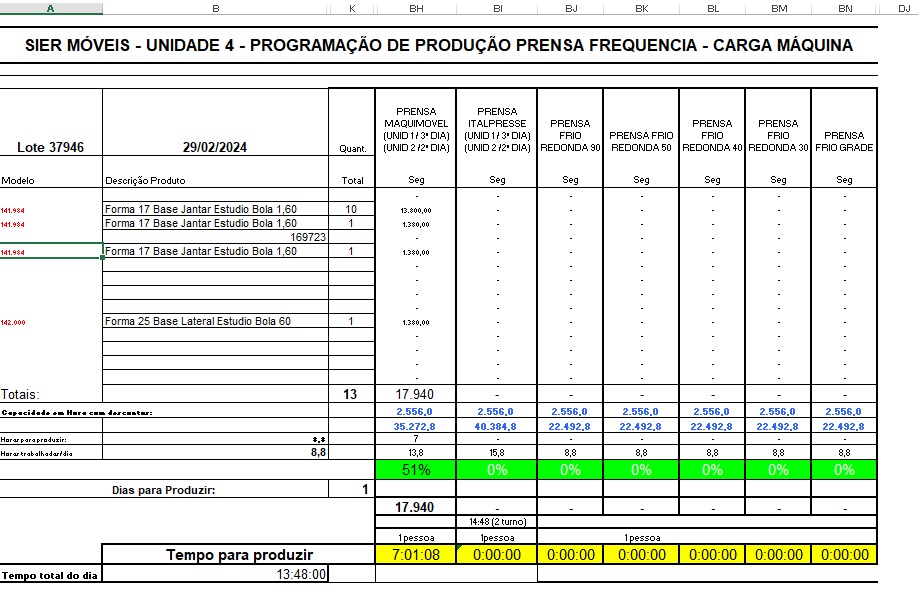 A B K BH BI BJ BK BL BM BN DJ
SIER MÓVEIS - UNIDADE 4 - PROGRAMAÇÃO DE PRODUÇÃO PRENSA FREQUENCIA - CARGA MÁQUINA
Lote 37946 29/02/2024 Quant. PRENSA MAQUIMOVEL (UNID 1 / 3ª DIA) (UNID 2 /2ª DIA) PRENSA ITALPRESSE (UNID 1 / 3ª DIA) (UNID 2 /2ª DIA) PRENSA FRIO REDONDA 90 PRENSA FRIO REDONDA 50 PRENSA FRIO REDONDA 40 PRENSA FRIO REDONDA 30 PRENSA FRIO GRADE
Modelo Descrição Produto Total Seg Seg Seg Seg Seg Seg Seg
- - - - - - -
141.984 Forma 17 Base Jantar Estudio Bola 1,60 10 13.800,00 - - - - - -
141.984 Forma 17 Base Jantar Estudio Bola 1,60 1 1.380,00 - - - - - -
169723 - - - - - - -
141.984 Forma 17 Base Jantar Estudio Bola 1,60 1 1.380,00 - - - - - -
- - - - - - -
- - - - - - -
- - - - - - -
- - - - - - -
142.000 Forma 25 Base Lateral Estudio Bola 60 1 1.380,00 - - - - - -
- - - - - - -
- - - - - - -
- - - - - - -
- - - - - - -
Totais: 13 17.940 - - - - - -
Capacidade em Hora com descontar: 2.556,0 2.556,0 2.556,0 2.556,0 2.556,0 2.556,0 2.556,0
35.272,8 40.384,8 22.492,8 22.492,8 22.492,8 22.492,8 22.492,8
Horas para produzir: 8,8 7 - - - - - -
Horas trabalhadas/dia 8,8 13,8 15,8 8,8 8,8 8,8 8,8 8,8
51% 0% 0% 0% 0% 0% 0%
Dias para Produzir: 1
17.940 - - - - - -
14:48 (2 turno)
1pessoa 1pessoa 1pessoa
Tempo para produzir 7:01:08 0:00:00 0:00:00 0:00:00 0:00:00 0:00:00 0:00:00
Tempo total do dia 13:48:00